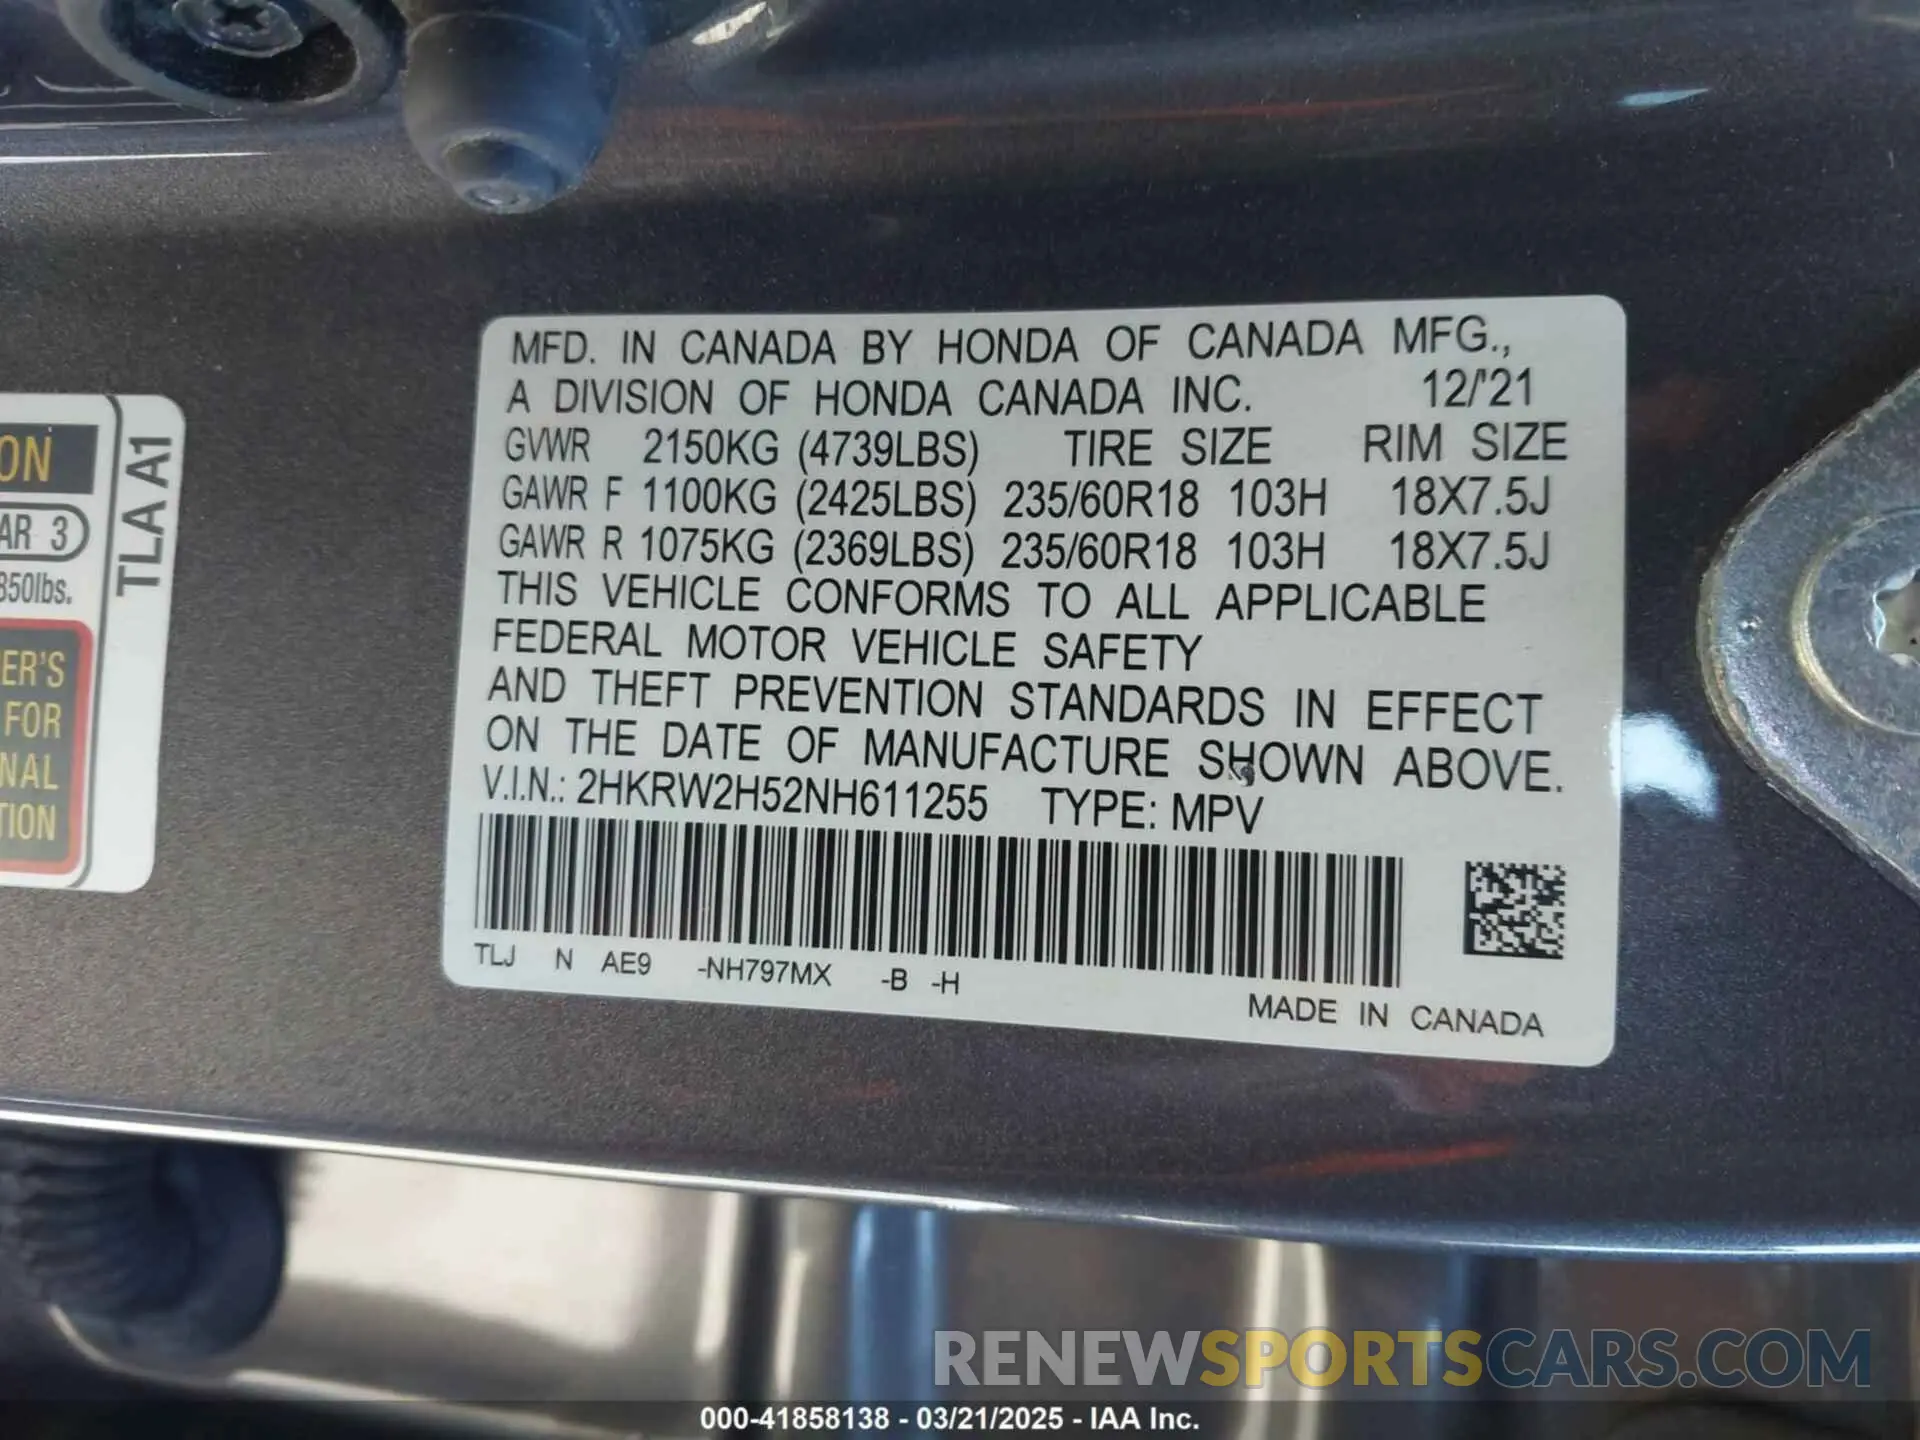 MFD. IN CANADA BY HONDA OF CANADA MFG.,
A DIVISION OF HONDA CANADA INC. 12/'21
GVWR 2150KG (4739LBS) TIRE SIZE RIM SIZE
GAWR F 1100KG (2425LBS) 235/60R18 103H 18X7.5J
GAWR R 1075KG (2369LBS) 235/60R18 103H 18X7.5J
THIS VEHICLE CONFORMS TO ALL APPLICABLE
FEDERAL MOTOR VEHICLE SAFETY
AND THEFT PREVENTION STANDARDS IN EFFECT
ON THE DATE OF MANUFACTURE SHOWN ABOVE.
V.I.N.: 2HKRW2H52NH611255 TYPE: MPV
TLJ N AE9 -NH797MX -B -H
MADE IN CANADA
ON
AR 3
350lbs.
ER'S
FOR
NAL
TION
TLA A1
RENEWSPORTSCARS.COM
000-41858138 - 03/21/2025 - IAA Inc.